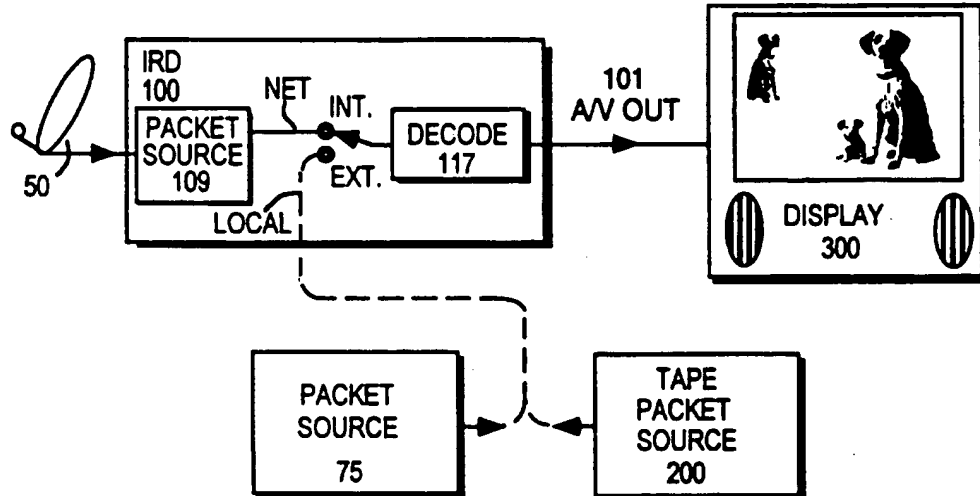 IRD
100
NET
INT.
PACKET
SOURCE
109
DECODE
117
EXT.
50
LOCAL
101
A/V OUT
DISPLAY
300
PACKET
SOURCE
75
TAPE
PACKET
SOURCE
200